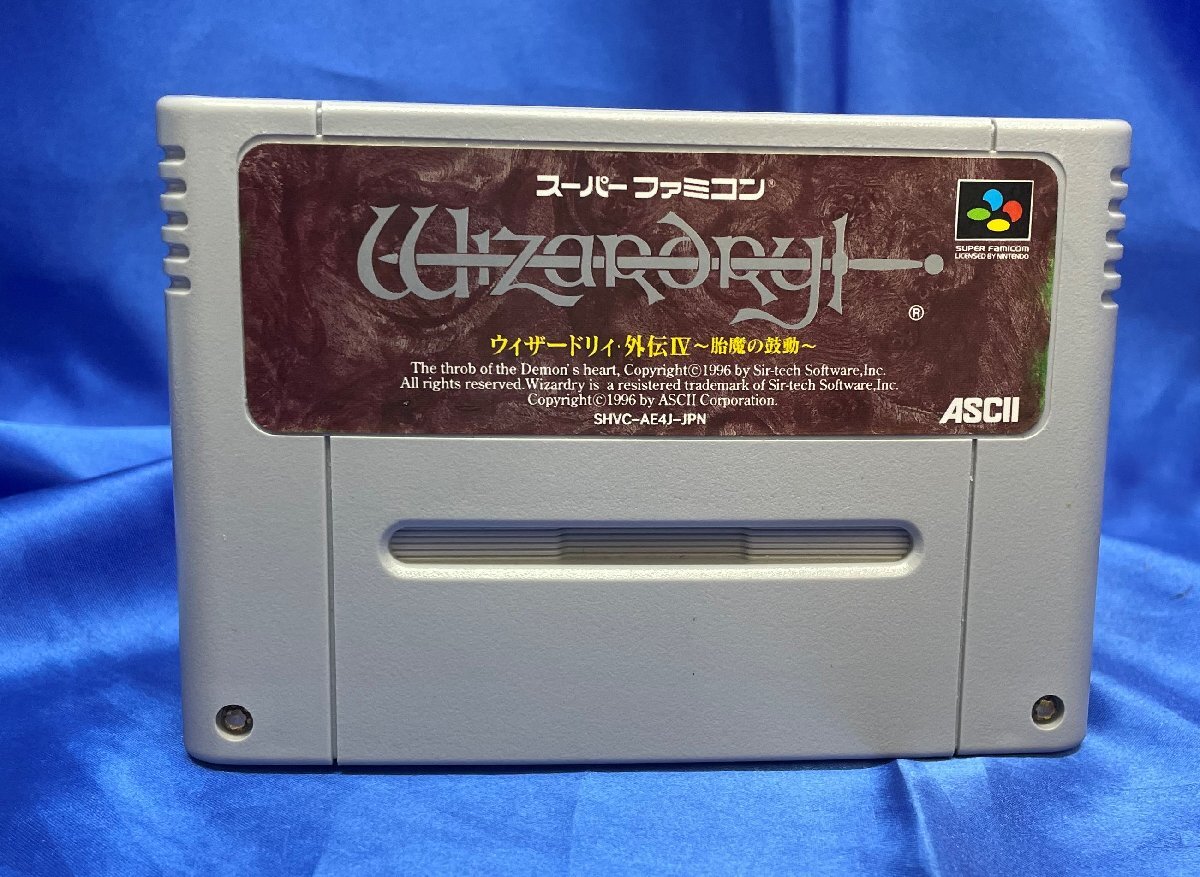 スーパーファミコン®
Wizardry
®
SUPER FAMICOM
LICENSED BY NINTENDO
ウィザードリィ・外伝Ⅳ～胎魔の鼓動～
The throb of the Demon's heart, Copyright©1996 by Sir-tech Software,Inc.
All rights reserved.Wizardry is a resistered trademark of Sir-tech Software,Inc.
Copyright©1996 by ASCII Corporation.
SHVC-AE4J-JPN
ASCII